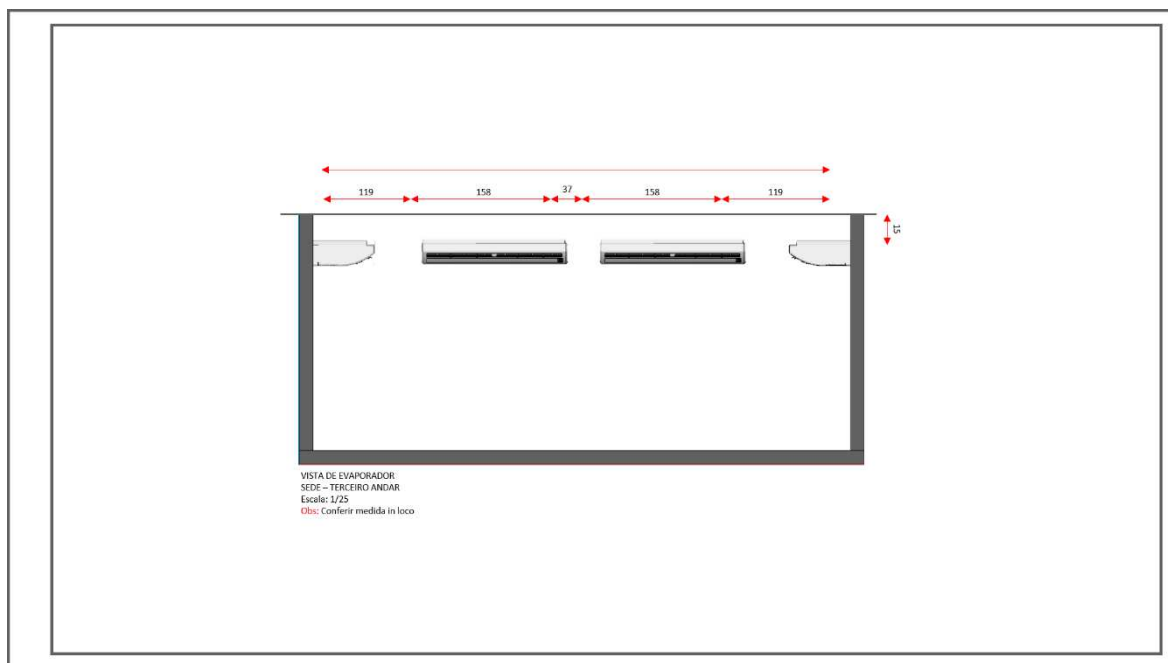 119 158 37 158 119
15
VISTA DE EVAPORADOR
SEDE – TERCEIRO ANDAR
Escala: 1/25
Obs: Conferir medida in loco